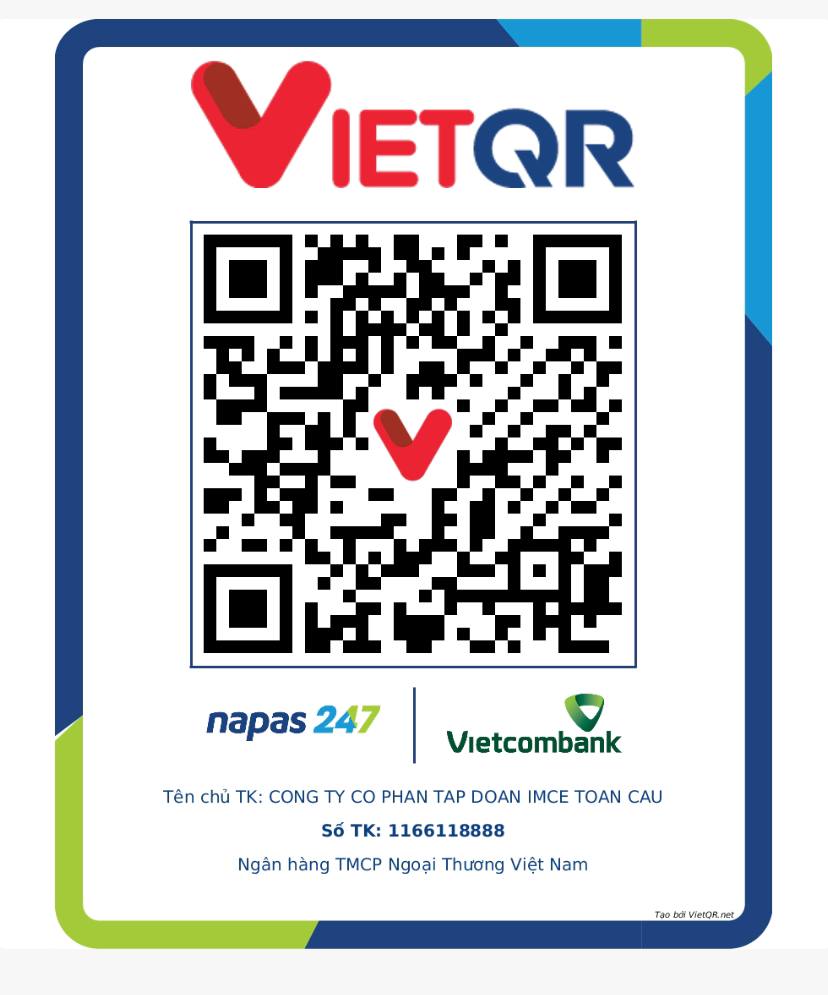 VIETQR
napas 247
Vietcombank
Tên chủ TK: CONG TY CO PHAN TAP DOAN IMCE TOAN CAU
Số TK: 1166118888
Ngân hàng TMCP Ngoại Thương Việt Nam
Tạo bởi VietQR.net